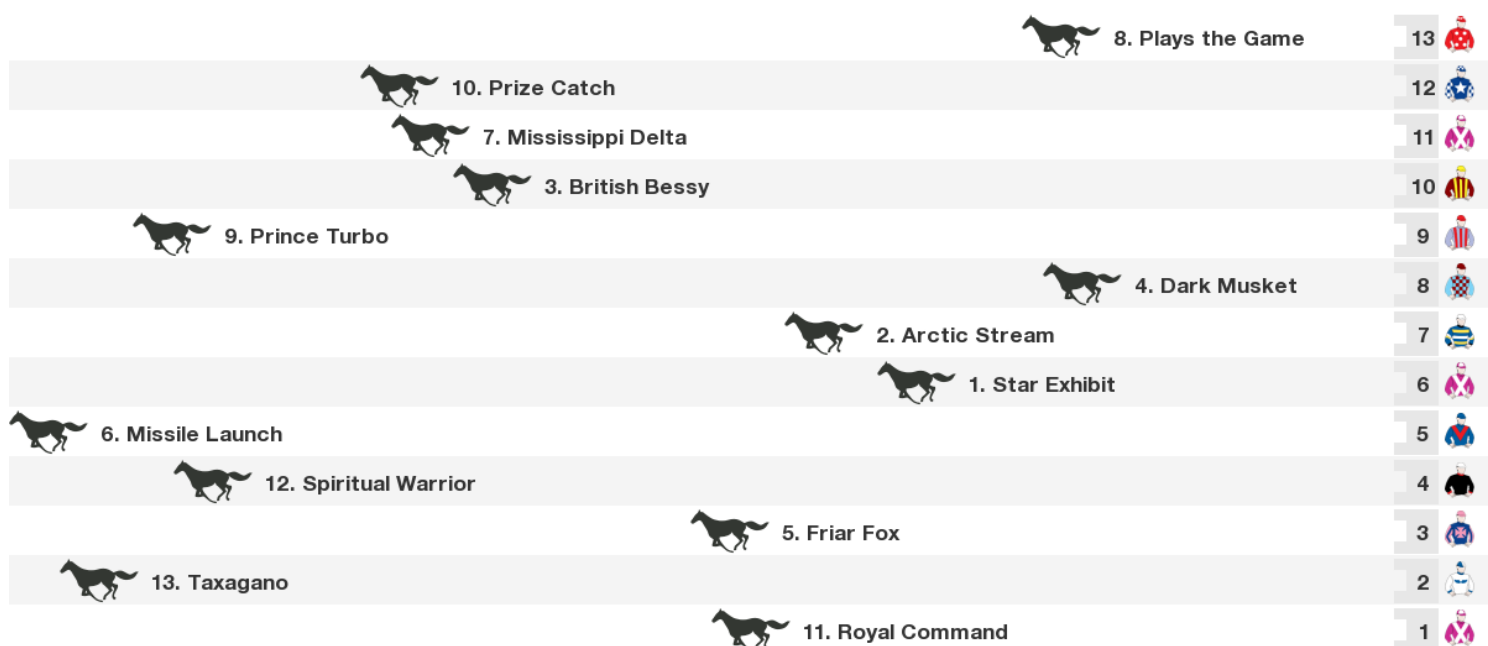 8. Plays the Game 13
10. Prize Catch 12
7. Mississippi Delta 11
3. British Bessy 10
9. Prince Turbo 9
4. Dark Musket 8
2. Arctic Stream 7
1. Star Exhibit 6
6. Missile Launch 5
12. Spiritual Warrior 4
5. Friar Fox 3
13. Taxagano 2
11. Royal Command 1